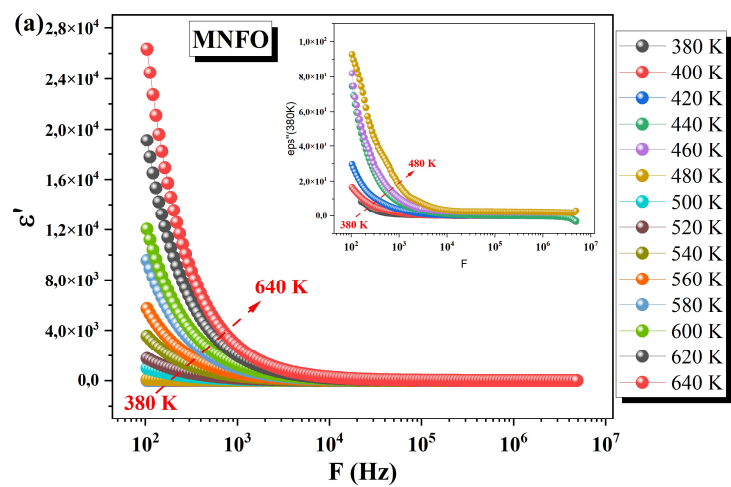 (a)
MNFO
ε'
2,8×10⁴
2,4×10⁴
2,0×10⁴
1,6×10⁴
1,2×10⁴
8,0×10³
4,0×10³
0,0
640 K
380 K
10² 10³ 10⁴ 10⁵ 10⁶ 10⁷
F (Hz)
eps"(380K)
1,0×10²
8,0×10¹
6,0×10¹
4,0×10¹
2,0×10¹
0,0
480 K
380 K
10² 10³ 10⁴ 10⁵ 10⁶ 10⁷
F
380 K
400 K
420 K
440 K
460 K
480 K
500 K
520 K
540 K
560 K
580 K
600 K
620 K
640 K